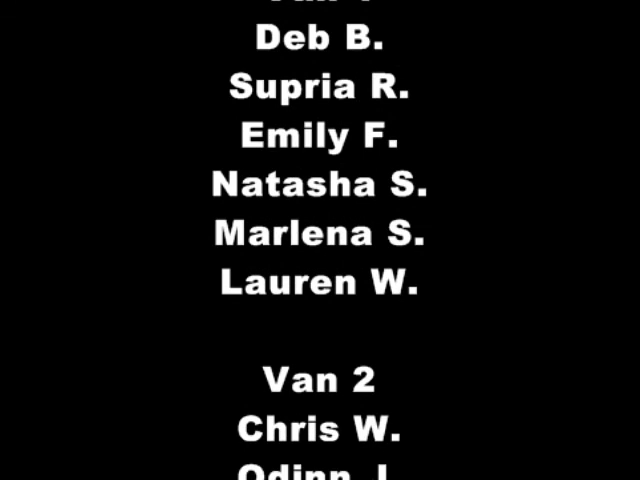 Deb B.
Supria R.
Emily F.
Natasha S.
Marlena S.
Lauren W.
Van 2
Chris W.